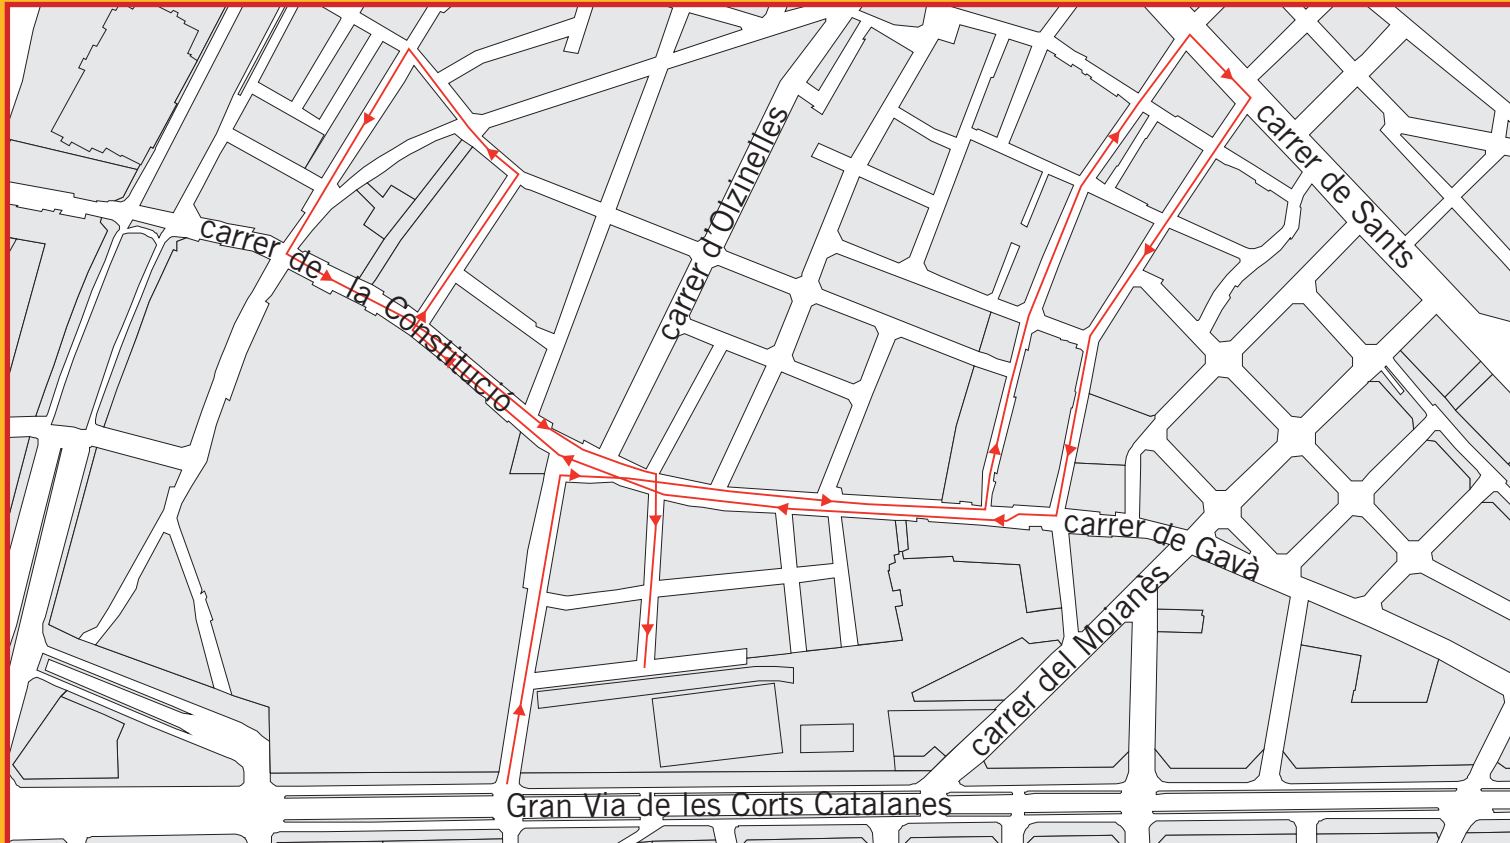 carrer de Sants
carrer d'Olzinelles
carrer de la Constitució
carrer de Gavà
carrer del Moianès
Gran Via de les Corts Catalanes